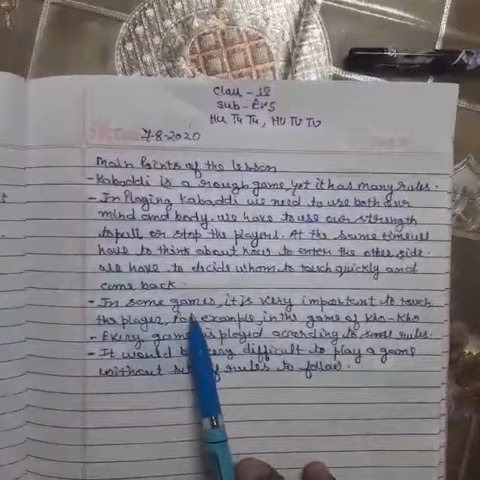 Class - IV
Sub - EVS
Hu Tu Tu, Hu Tu Tu
7-8-2020
Main Points of the lesson
- Kabaddi is a rough game, yet it has many rules.
- In Playing Kabaddi we need to use both our
mind and body. we have to use our strength
to pull or stop the players. At the same time we
have to think about how to enter the other side.
we have to decide whom to touch quickly and
come back.
- In some games, it is very important to touch
the player, For example, in the game of Kho-Kho
- Every game is played according to some rules.
- It would be very difficult to play a game
without set of rules to follow.